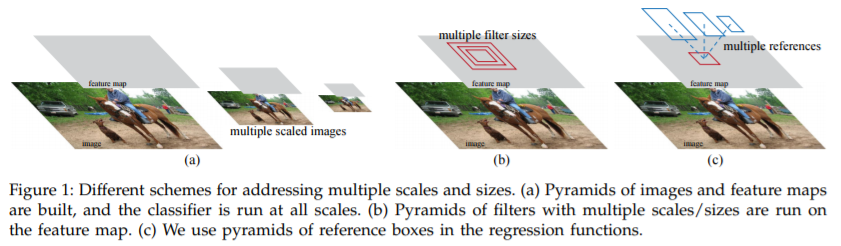 multiple filter sizes
multiple references
feature map
feature map
feature map
multiple scaled images
image
image
image
(a)
(b)
(c)
Figure 1: Different schemes for addressing multiple scales and sizes. (a) Pyramids of images and feature maps
are built, and the classifier is run at all scales. (b) Pyramids of filters with multiple scales/sizes are run on
the feature map. (c) We use pyramids of reference boxes in the regression functions.